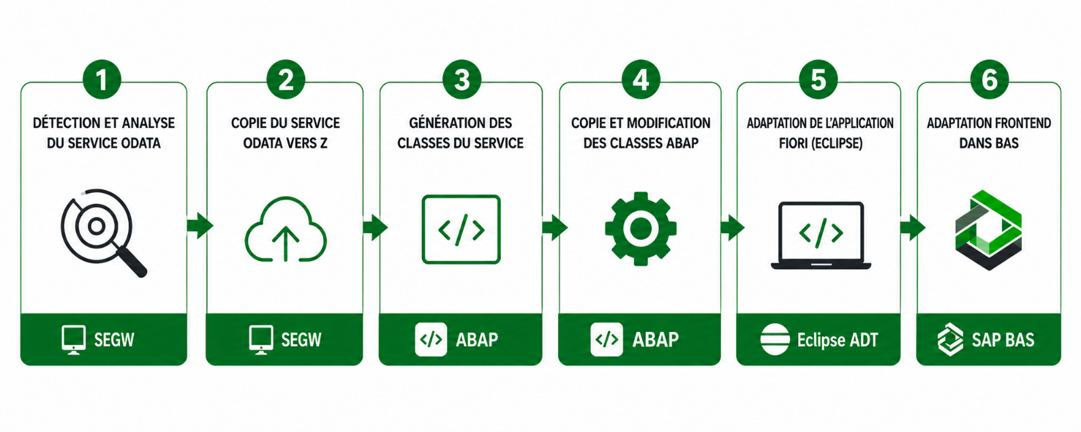 1
DÉTECTION ET ANALYSE
DU SERVICE ODATA
</>
SEGW
2
COPIE DU SERVICE
ODATA VERS Z
SEGW
3
GÉNÉRATION DES
CLASSES DU SERVICE
</>
</> ABAP
4
COPIE ET MODIFICATION
DES CLASSES ABAP
</> ABAP
5
ADAPTATION DE L'APPLICATION
FIORI (ECLIPSE)
</>
Eclipse ADT
6
ADAPTATION FRONTEND
DANS BAS
SAP BAS